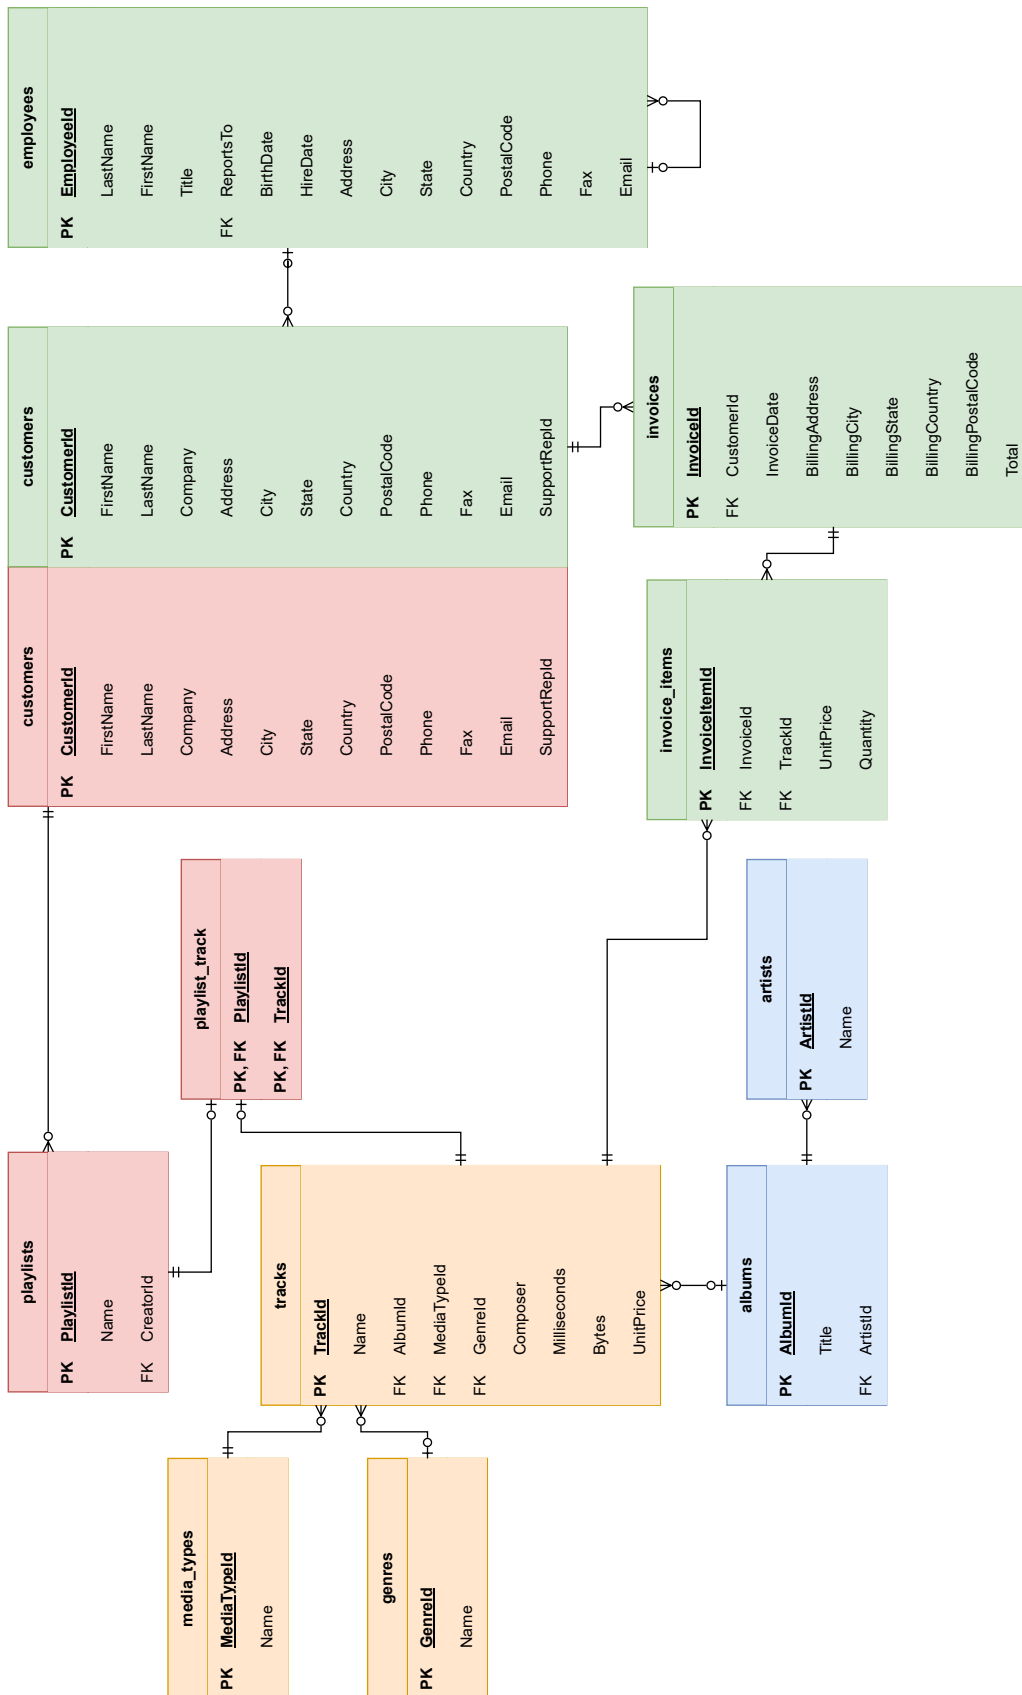 employees
PK EmployeeId
LastName
FirstName
Title
FK ReportsTo
BirthDate
HireDate
Address
City
State
Country
PostalCode
Phone
Fax
Email
customers
PK CustomerId
FirstName
LastName
Company
Address
City
State
Country
PostalCode
Phone
Fax
Email
SupportRepId
invoices
PK InvoiceId
FK CustomerId
InvoiceDate
BillingAddress
BillingCity
BillingState
BillingCountry
BillingPostalCode
Total
customers
PK CustomerId
FirstName
LastName
Company
Address
City
State
Country
PostalCode
Phone
Fax
Email
SupportRepId
invoice_items
PK InvoiceItemId
FK InvoiceId
FK TrackId
UnitPrice
Quantity
playlist_track
PK, FK PlaylistId
PK, FK TrackId
artists
PK ArtistId
Name
playlists
PK PlaylistId
Name
FK CreatorId
tracks
PK TrackId
Name
FK AlbumId
FK MediaTypeId
FK GenreId
Composer
Milliseconds
Bytes
UnitPrice
albums
PK AlbumId
Title
FK ArtistId
media_types
PK MediaTypeId
Name
genres
PK GenreId
Name